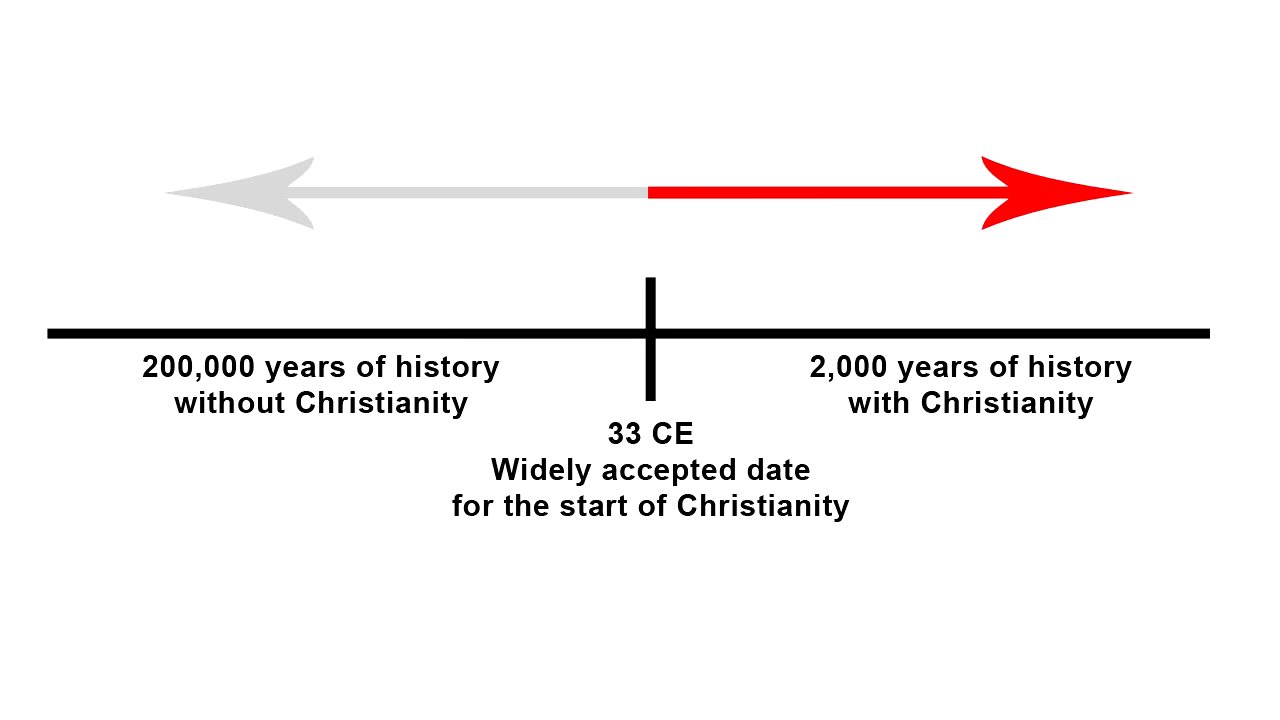 200,000 years of history
without Christianity
2,000 years of history
with Christianity
33 CE
Widely accepted date
for the start of Christianity